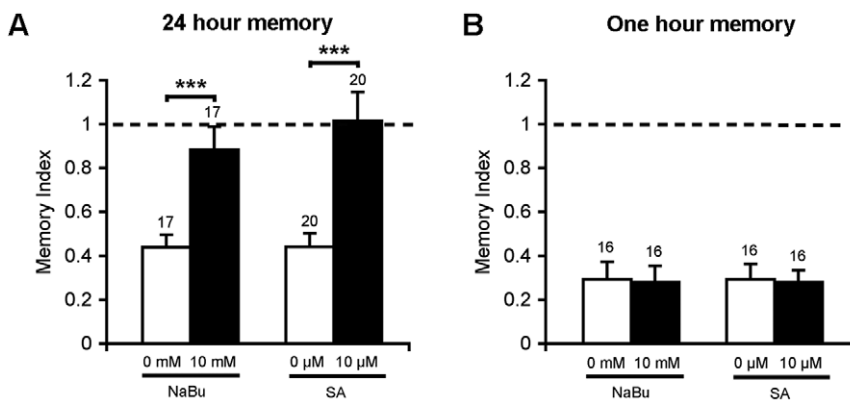 A
24 hour memory
***
***
Memory Index
1.2
1
0.8
0.6
0.4
0.2
0
17
17
20
20
0 mM 10 mM
0 µM 10 µM
NaBu
SA
B
One hour memory
Memory Index
1.2
1
0.8
0.6
0.4
0.2
0
16
16
16
16
0 mM 10 mM
0 µM 10 µM
NaBu
SA